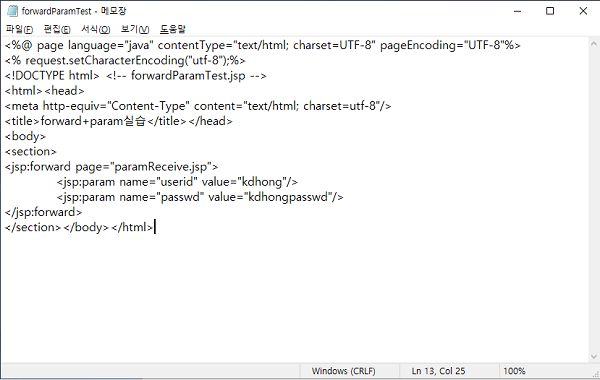 forwardParamTest - 메모장
파일(F) 편집(E) 서식(O) 보기(V) 도움말
<%@ page language="java" contentType="text/html; charset=UTF-8" pageEncoding="UTF-8"%>
<% request.setCharacterEncoding("utf-8");%>
<!DOCTYPE html> <!-- forwardParamTest.jsp -->
<html><head>
<meta http-equiv="Content-Type" content="text/html; charset=utf-8"/>
<title>forward+param실습</title></head>
<body>
<section>
<jsp:forward page="paramReceive.jsp">
<jsp:param name="userid" value="kdhong"/>
<jsp:param name="passwd" value="kdhongpasswd"/>
</jsp:forward>
</section></body></html>
Windows (CRLF) Ln 13, Col 25 100%